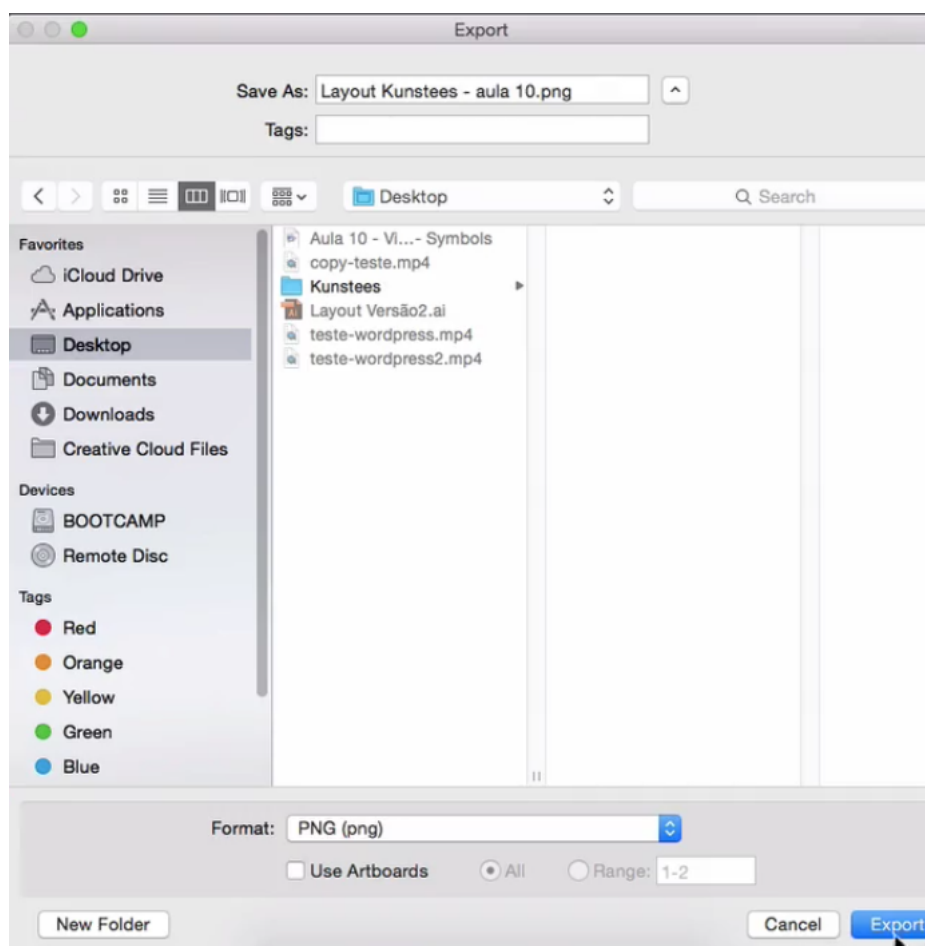 Export
Save As: Layout Kunstees - aula 10.png
Tags:
Desktop
Search
Favorites
iCloud Drive
Applications
Desktop
Documents
Downloads
Creative Cloud Files
Devices
BOOTCAMP
Remote Disc
Tags
Red
Orange
Yellow
Green
Blue
Aula 10 - Vi...- Symbols
copy-teste.mp4
Kunstees
Layout Versão2.ai
teste-wordpress.mp4
teste-wordpress2.mp4
Format: PNG (png)
Use Artboards All Range: 1-2
New Folder Cancel Export